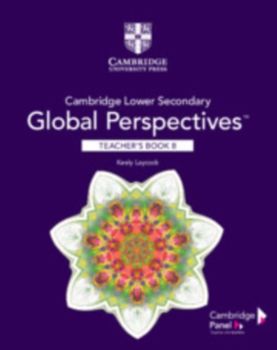 CAMBRIDGE
UNIVERSITY PRESS
Cambridge Lower Secondary
Global Perspectives™
TEACHER'S BOOK 8
Keely Laycock
Cambridge
Panel